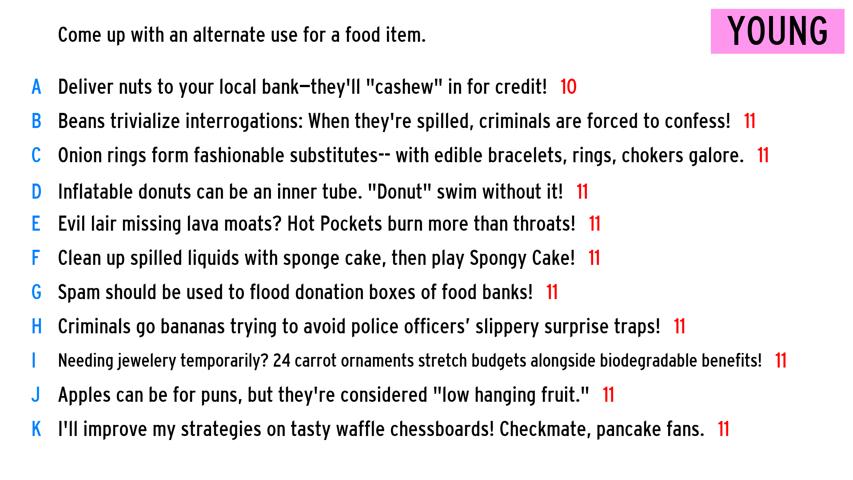 Come up with an alternate use for a food item.
YOUNG
A Deliver nuts to your local bank—they'll "cashew" in for credit! 10
B Beans trivialize interrogations: When they're spilled, criminals are forced to confess! 11
C Onion rings form fashionable substitutes-- with edible bracelets, rings, chokers galore. 11
D Inflatable donuts can be an inner tube. "Donut" swim without it! 11
E Evil lair missing lava moats? Hot Pockets burn more than throats! 11
F Clean up spilled liquids with sponge cake, then play Spongy Cake! 11
G Spam should be used to flood donation boxes of food banks! 11
H Criminals go bananas trying to avoid police officers’ slippery surprise traps! 11
I Needing jewelery temporarily? 24 carrot ornaments stretch budgets alongside biodegradable benefits! 11
J Apples can be for puns, but they're considered "low hanging fruit." 11
K I'll improve my strategies on tasty waffle chessboards! Checkmate, pancake fans. 11